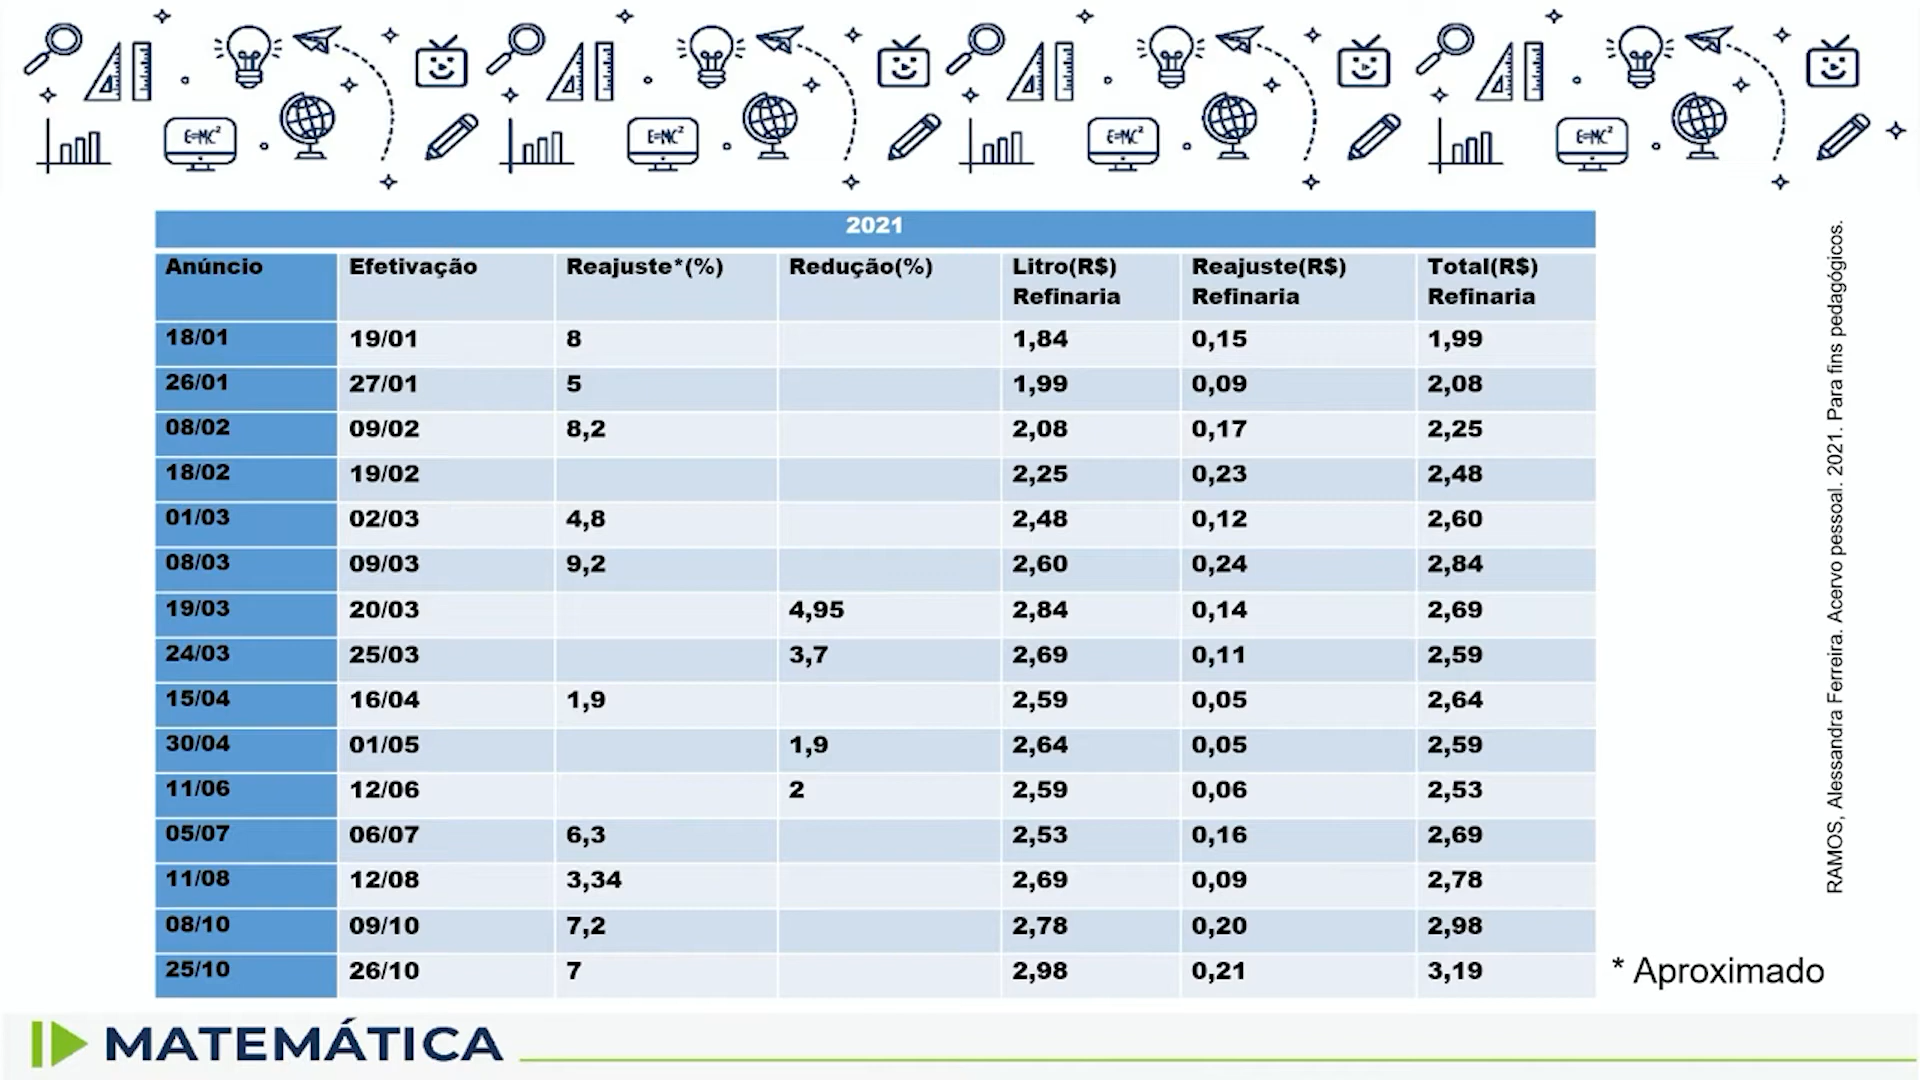 E=MC² E=MC² E=MC² E=MC²
2021
Anúncio Efetivação Reajuste*(%) Redução(%) Litro(R$) Refinaria Reajuste(R$) Refinaria Total(R$) Refinaria
18/01 19/01 8 1,84 0,15 1,99
26/01 27/01 5 1,99 0,09 2,08
08/02 09/02 8,2 2,08 0,17 2,25
18/02 19/02 2,25 0,23 2,48
01/03 02/03 4,8 2,48 0,12 2,60
08/03 09/03 9,2 2,60 0,24 2,84
19/03 20/03 4,95 2,84 0,14 2,69
24/03 25/03 3,7 2,69 0,11 2,59
15/04 16/04 1,9 2,59 0,05 2,64
30/04 01/05 1,9 2,64 0,05 2,59
11/06 12/06 2 2,59 0,06 2,53
05/07 06/07 6,3 2,53 0,16 2,69
11/08 12/08 3,34 2,69 0,09 2,78
08/10 09/10 7,2 2,78 0,20 2,98
25/10 26/10 7 2,98 0,21 3,19
* Aproximado
RAMOS, Alessandra Ferreira. Acervo pessoal. 2021. Para fins pedagógicos.
MATEMÁTICA